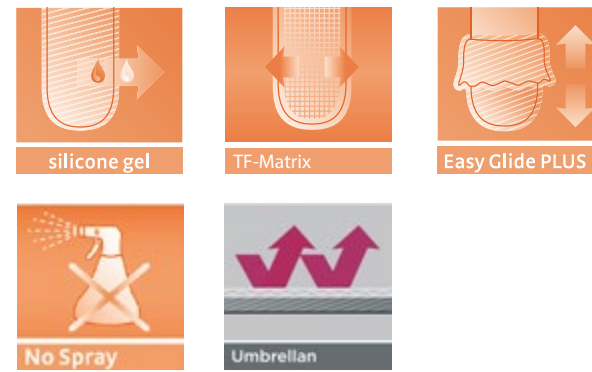 silicone gel
TF-Matrix
Easy Glide PLUS
No Spray
Umbrellan